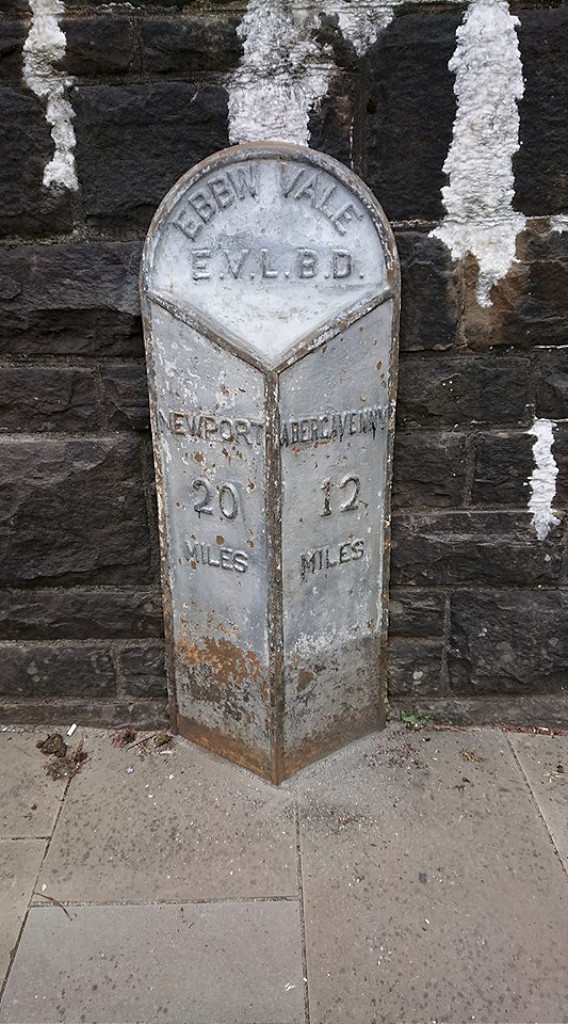 EBBW VALE
E.V.L.B.D.
NEWPORT
20
MILES
ABERGAVENNY
12
MILES